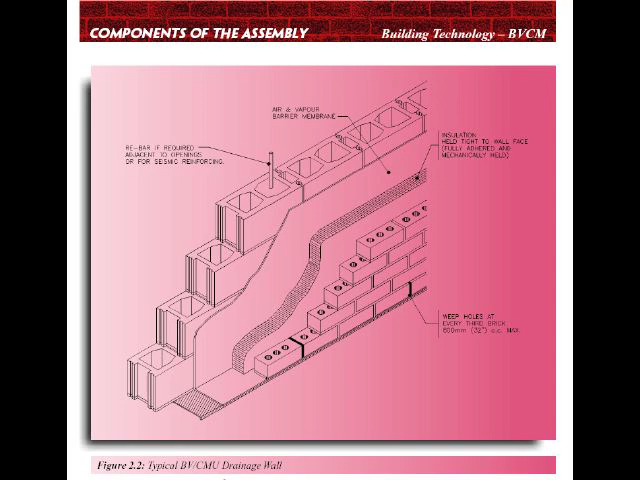 COMPONENTS OF THE ASSEMBLY
Building Technology – BVCM
AIR & VAPOUR
BARRIER MEMBRANE
INSULATION
HELD TIGHT TO WALL FACE
(FULLY ADHERED AND
MECHANICALLY HELD)
RE-BAR IF REQUIRED
ADJACENT TO OPENINGS
OR FOR SEISMIC REINFORCING.
WEEP HOLES AT
EVERY THIRD BRICK
800mm (32") o.c. MAX.
Figure 2.2: Typical BV/CMU Drainage Wall